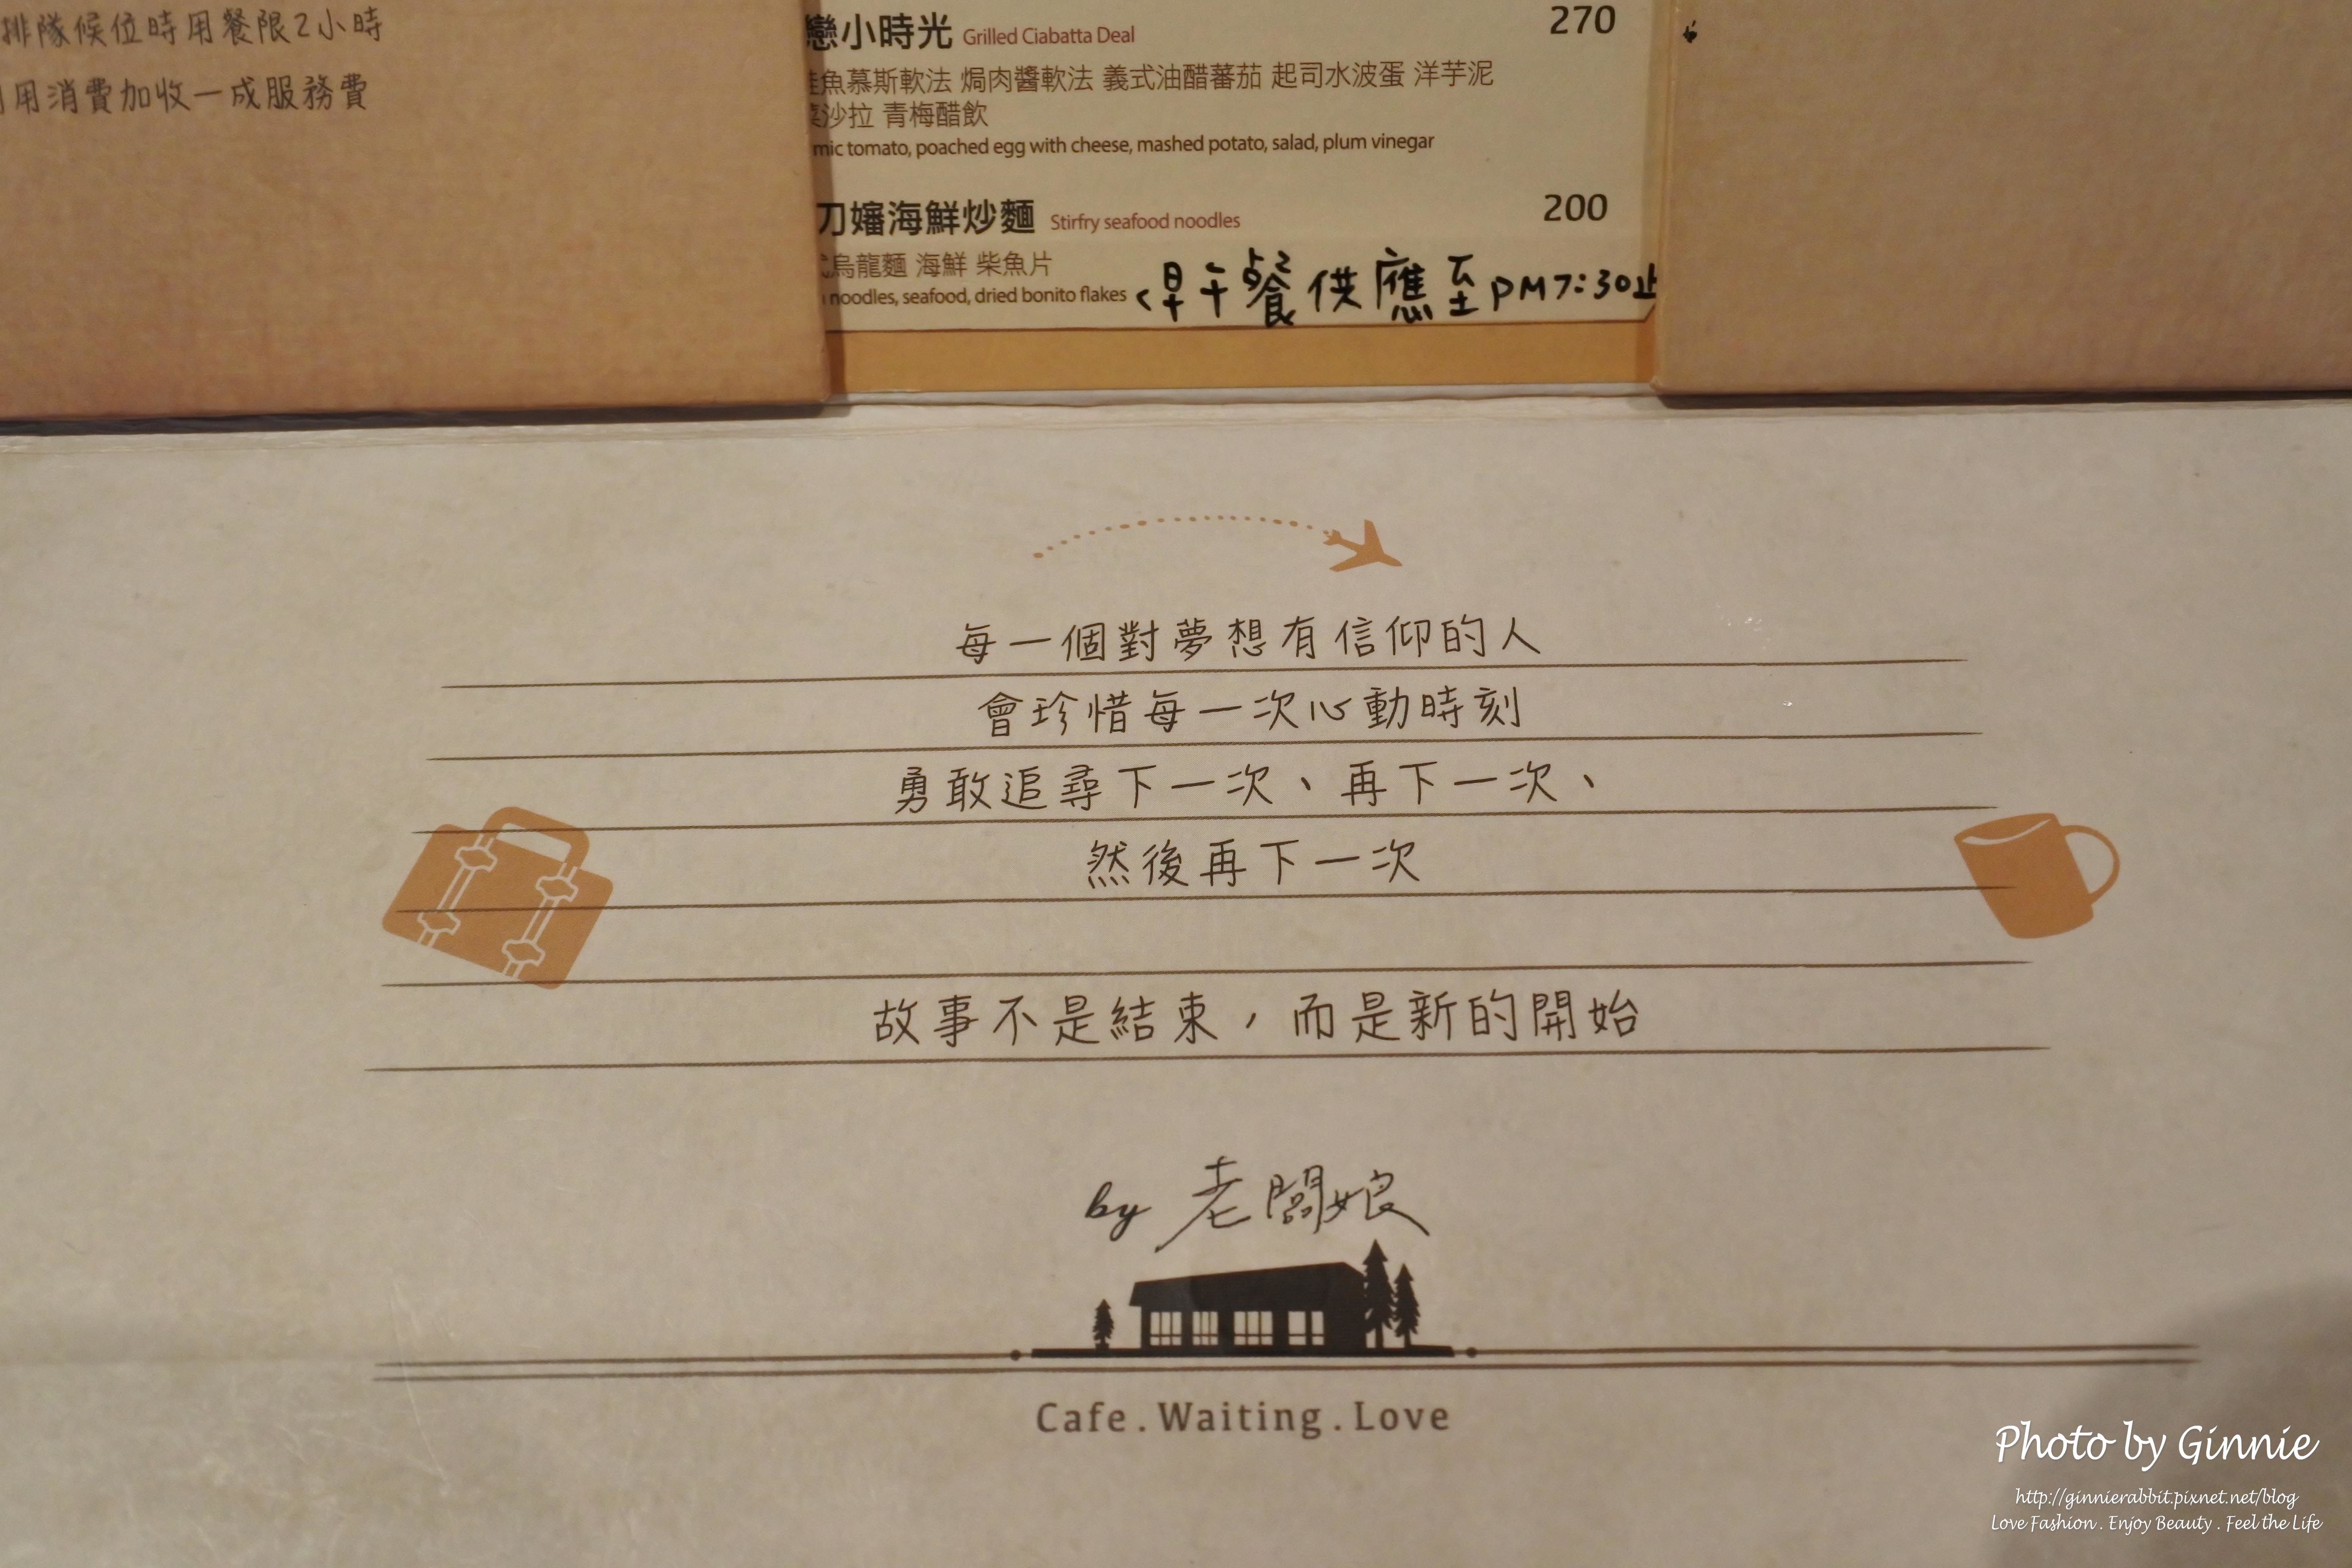 排隊候位時用餐限2小時
用消費加收一成服務費
戀小時光 Grilled Ciabatta Deal 270
魚慕斯軟法 焗肉醬軟法 義式油醋蕃茄 起司水波蛋 洋芋泥
沙拉 青梅醋飲
mic tomato, poached egg with cheese, mashed potato, salad, plum vinegar
刀嬸海鮮炒麵 Stirfry seafood noodles 200
烏龍麵 海鮮 柴魚片
noodles, seafood, dried bonito flakes
早午餐供應至PM7:30止
每一個對夢想有信仰的人
會珍惜每一次心動時刻
勇敢追尋下一次、再下一次、
然後再下一次
故事不是結束，而是新的開始
by 老闆娘
Cafe . Waiting . Love
Photo by Ginnie
http://ginnierabbit.pixnet.net/blog
Love Fashion . Enjoy Beauty . Feel the Life